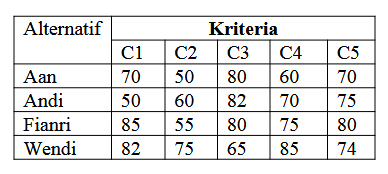 Alternatif Kriteria
C1 C2 C3 C4 C5
Aan 70 50 80 60 70
Andi 50 60 82 70 75
Fianri 85 55 80 75 80
Wendi 82 75 65 85 74